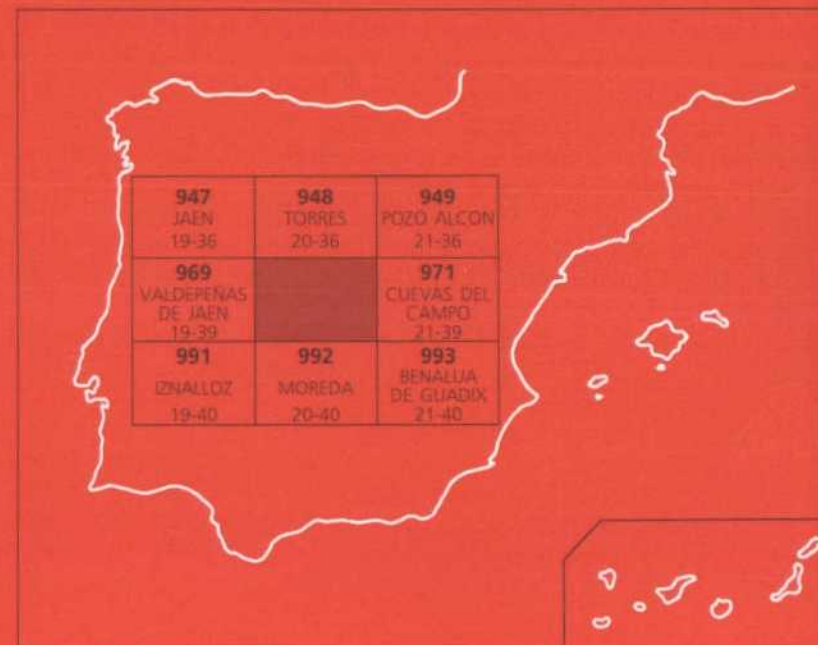 947
JAEN
19-36
948
TORRES
20-36
949
POZO ALCON
21-36
969
VALDEPEÑAS
DE JAEN
19-39
971
CUEVAS DEL
CAMPO
21-39
991
IZNALLOZ
19-40
992
MOREDA
20-40
993
BENALUA
DE GUADIX
21-40